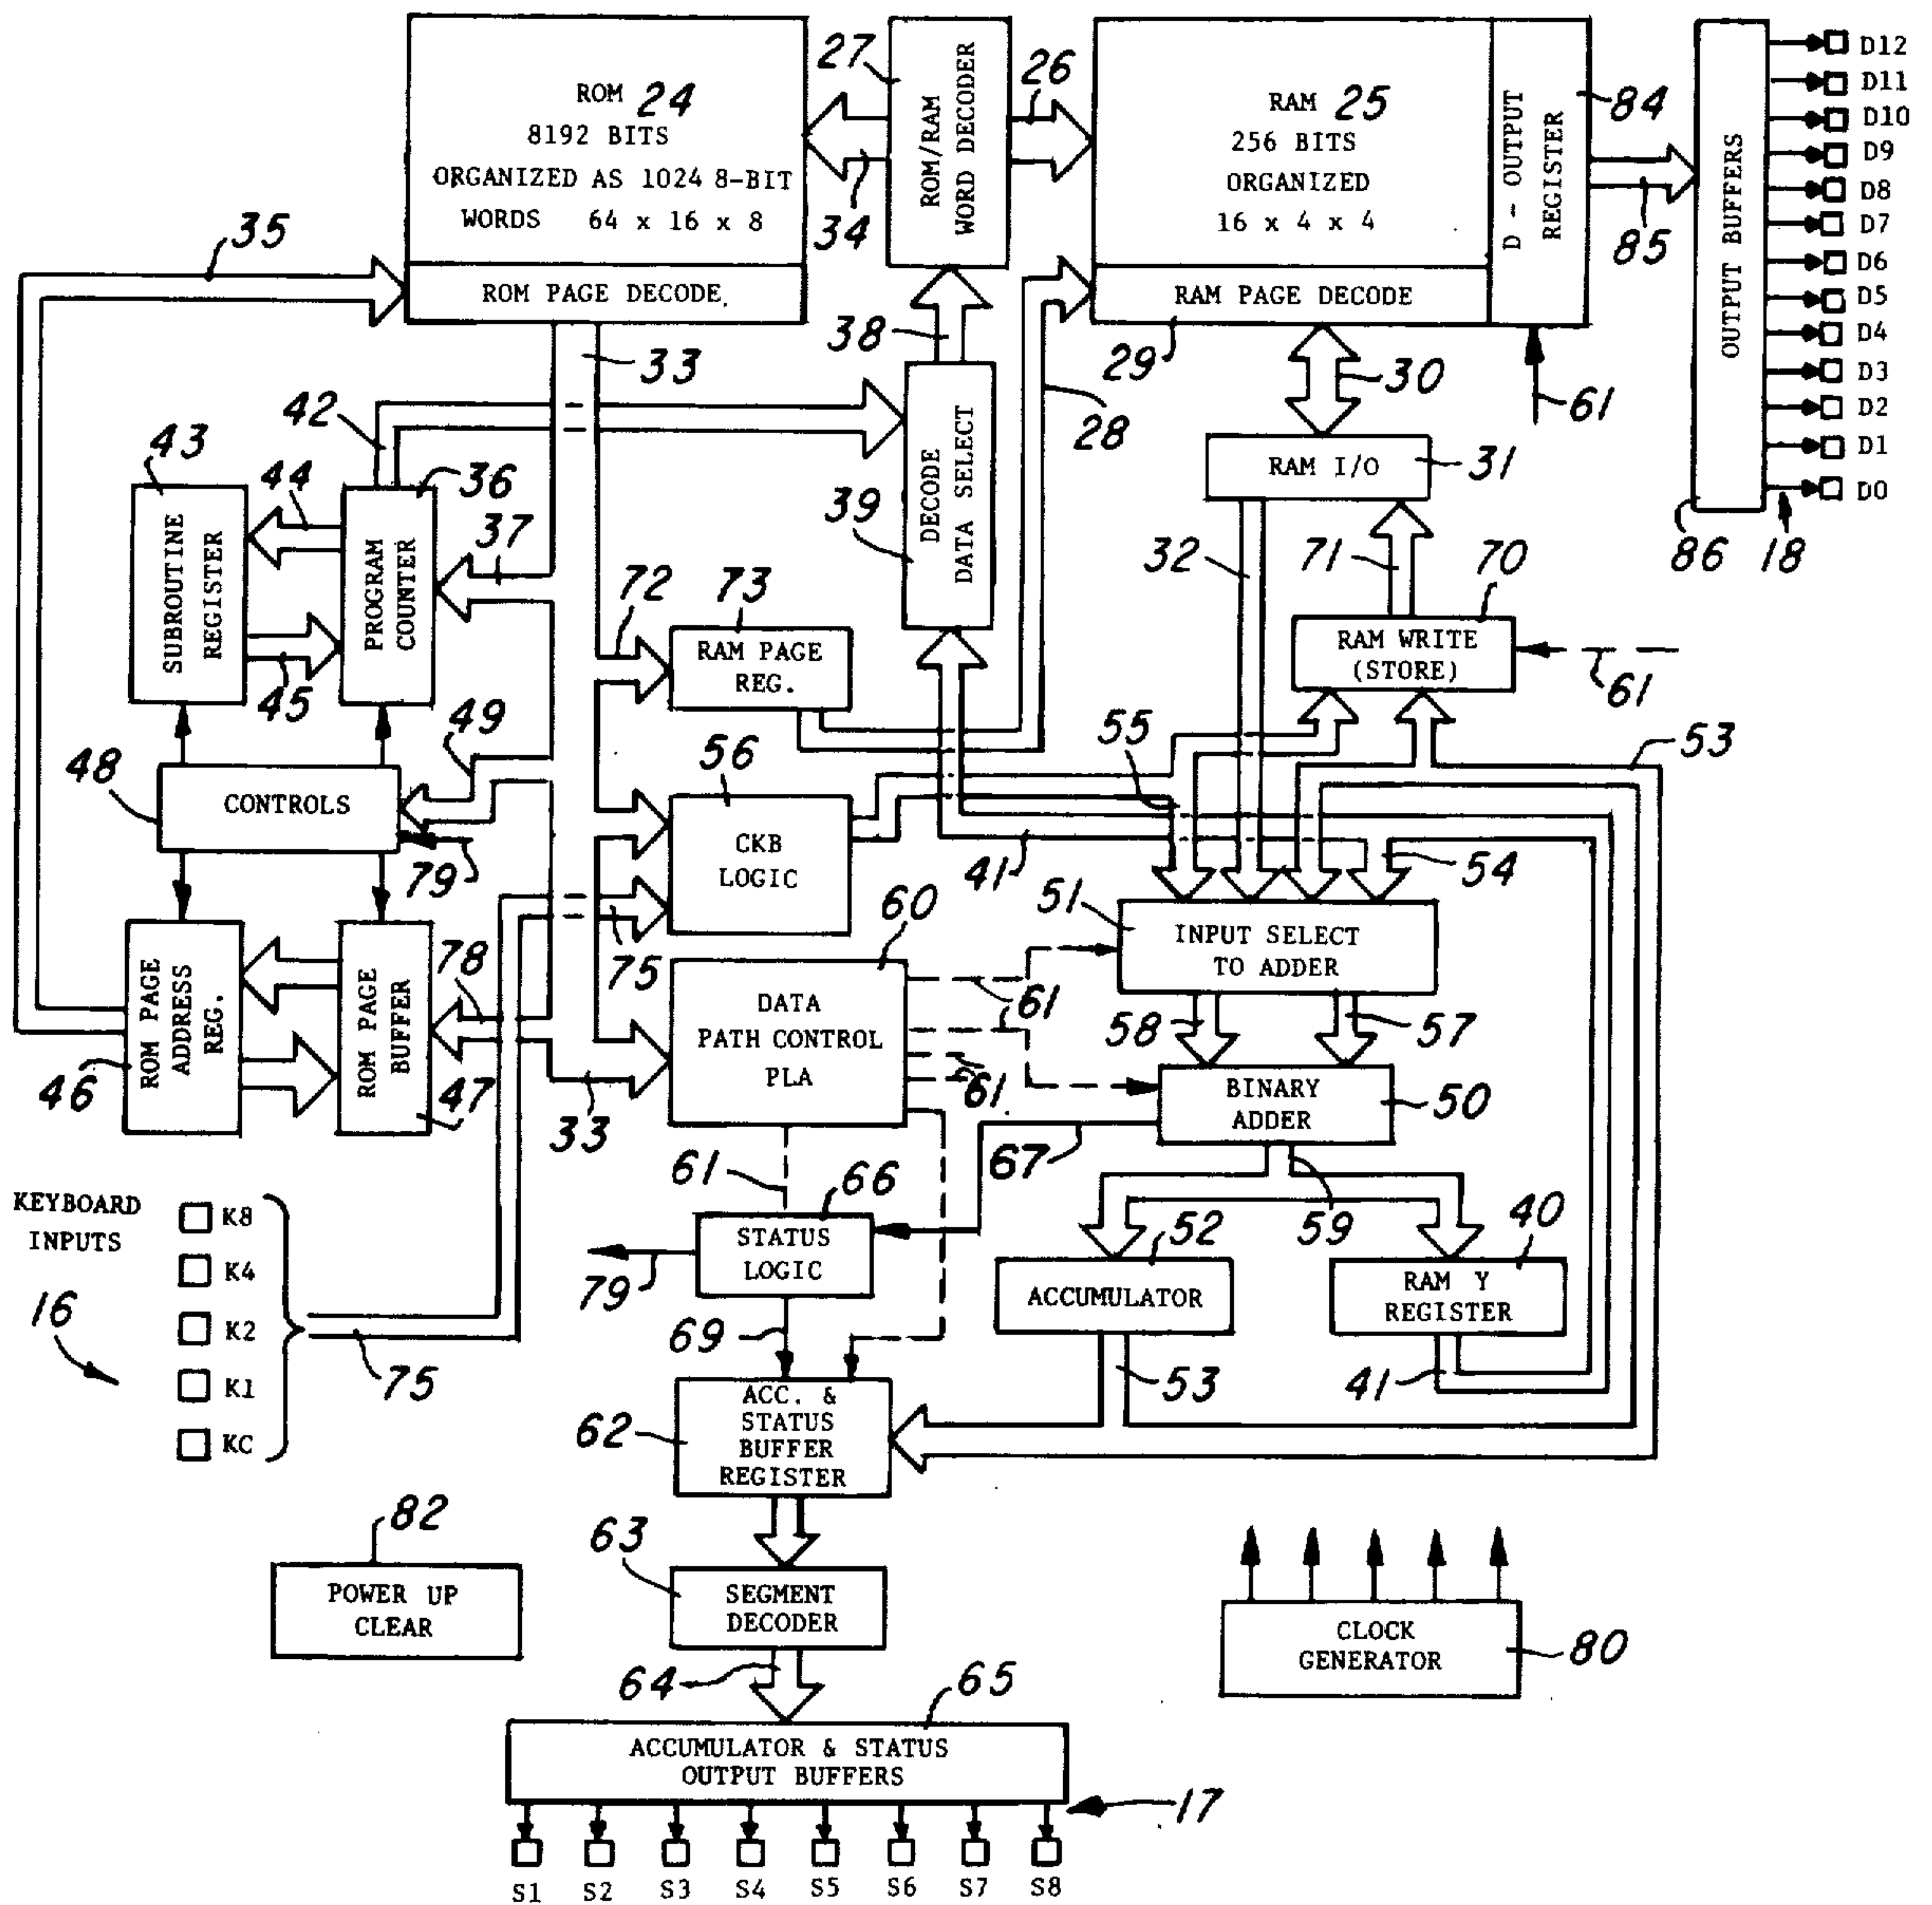 ROM 24
8192 BITS
ORGANIZED AS 1024 8-BIT
WORDS 64 x 16 x 8
ROM PAGE DECODE
27
ROM/RAM
WORD DECODER
26
34
RAM 25
256 BITS
ORGANIZED
16 x 4 x 4
RAM PAGE DECODE
D - OUTPUT
REGISTER
84
85
OUTPUT BUFFERS
D12
D11
D10
D9
D8
D7
D6
D5
D4
D3
D2
D1
D0
86
18
35
33
38
29
30
61
28
42
43
44
36
37
SUBROUTINE
REGISTER
PROGRAM
COUNTER
45
39
DECODE
DATA SELECT
RAM I/O
31
32
71
70
RAM WRITE
(STORE)
61
72
73
RAM PAGE
REG.
49
48
CONTROLS
79
56
CKB
LOGIC
55
53
41
54
51
INPUT SELECT
TO ADDER
75
78
ROM PAGE
ADDRESS
REG.
46
ROM PAGE
BUFFER
47
33
60
DATA
PATH CONTROL
PLA
61
61
61
58
57
BINARY
ADDER
50
67
59
61
66
STATUS
LOGIC
79
69
52
ACCUMULATOR
40
RAM Y
REGISTER
53
41
KEYBOARD
INPUTS
K8
K4
K2
K1
KC
16
75
62
ACC. &
STATUS
BUFFER
REGISTER
82
POWER UP
CLEAR
63
SEGMENT
DECODER
64
65
ACCUMULATOR & STATUS
OUTPUT BUFFERS
17
S1
S2
S3
S4
S5
S6
S7
S8
CLOCK
GENERATOR
80